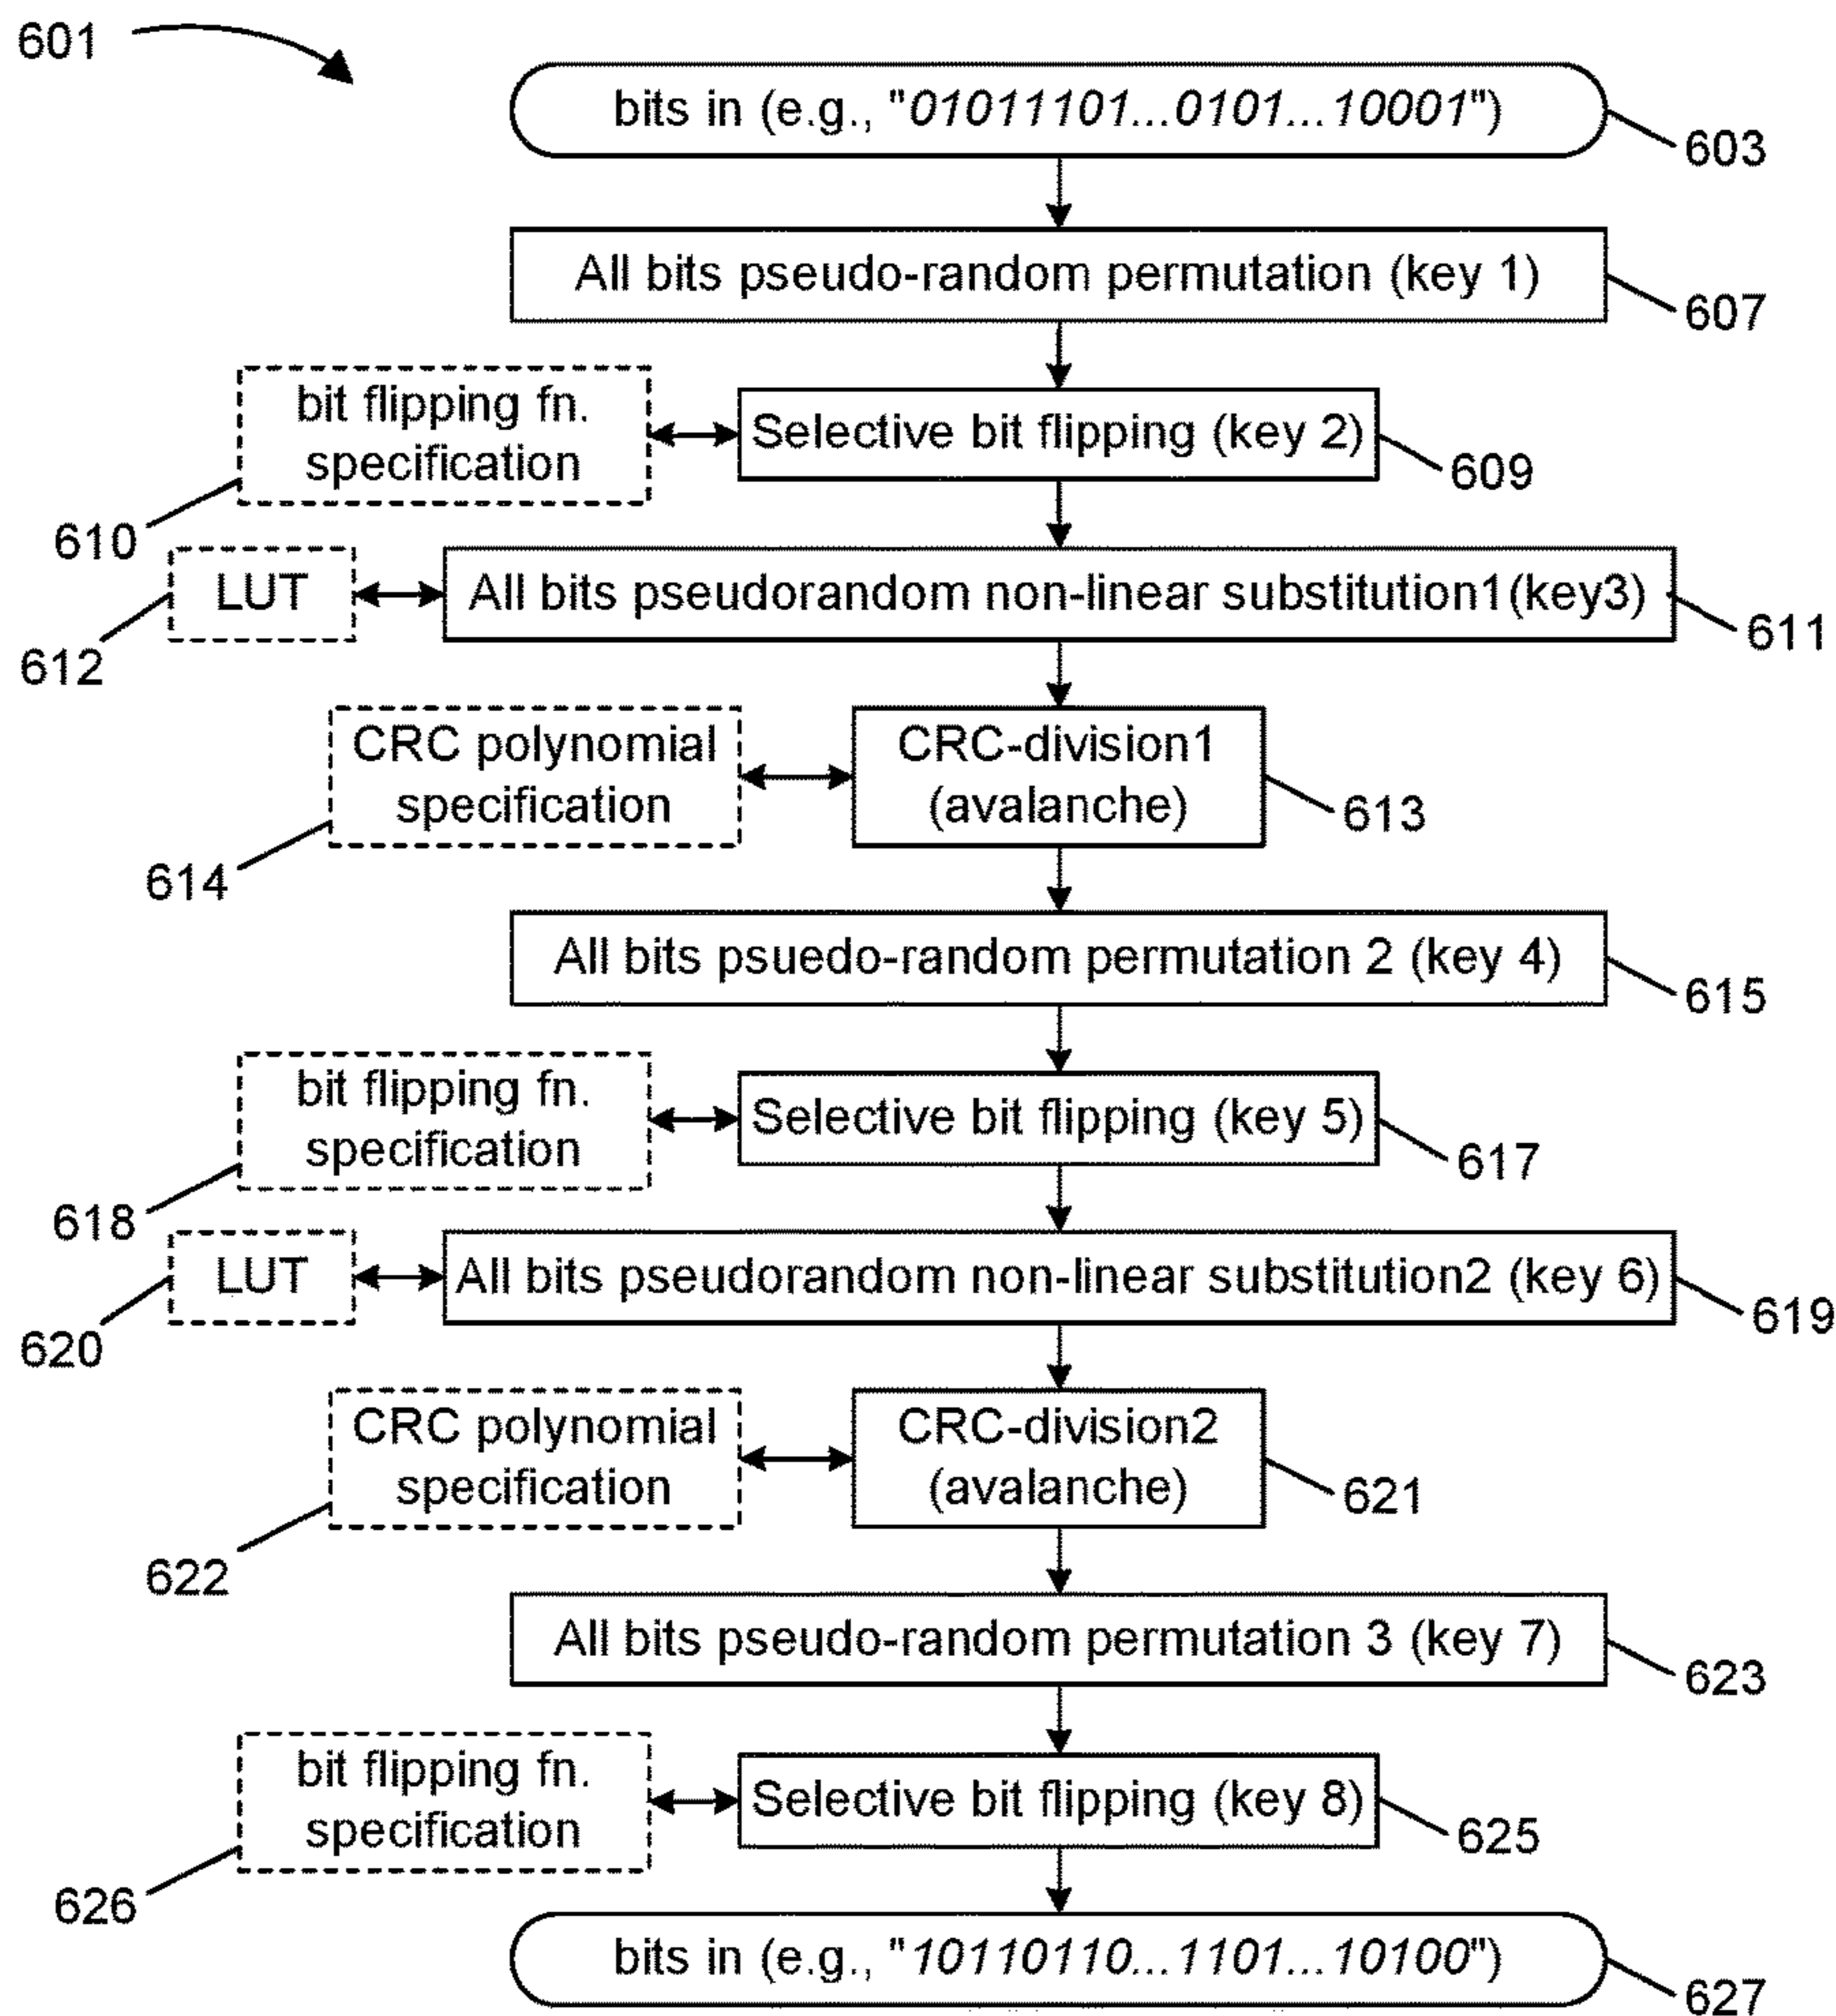 601
bits in (e.g., "01011101...0101...10001")
603
All bits pseudo-random permutation (key 1)
607
bit flipping fn.
specification
610
Selective bit flipping (key 2)
609
LUT
612
All bits pseudorandom non-linear substitution1(key3)
611
CRC polynomial
specification
614
CRC-division1
(avalanche)
613
All bits psuedo-random permutation 2 (key 4)
615
bit flipping fn.
specification
618
Selective bit flipping (key 5)
617
LUT
620
All bits pseudorandom non-linear substitution2 (key 6)
619
CRC polynomial
specification
622
CRC-division2
(avalanche)
621
All bits pseudo-random permutation 3 (key 7)
623
bit flipping fn.
specification
626
Selective bit flipping (key 8)
625
bits in (e.g., "10110110...1101...10100")
627